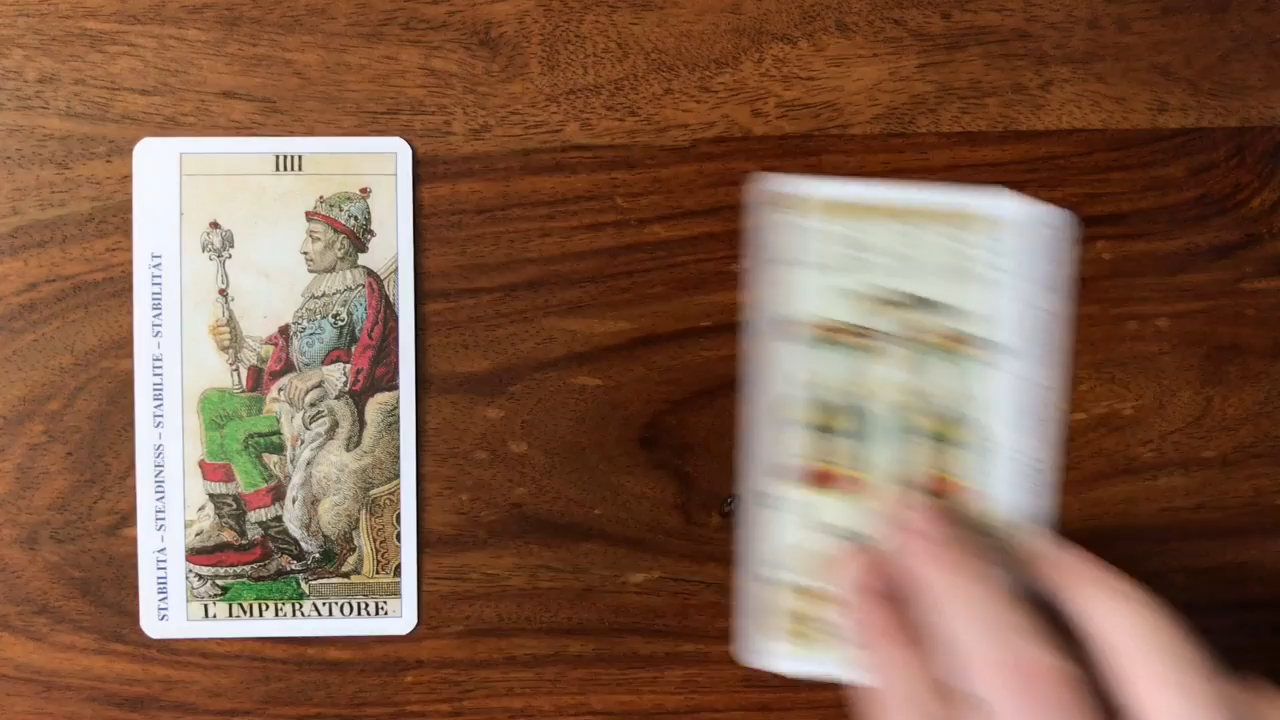 IIII
STABILITÀ – STEADINESS – STABILITE – STABILITÄT
L' IMPERATORE.